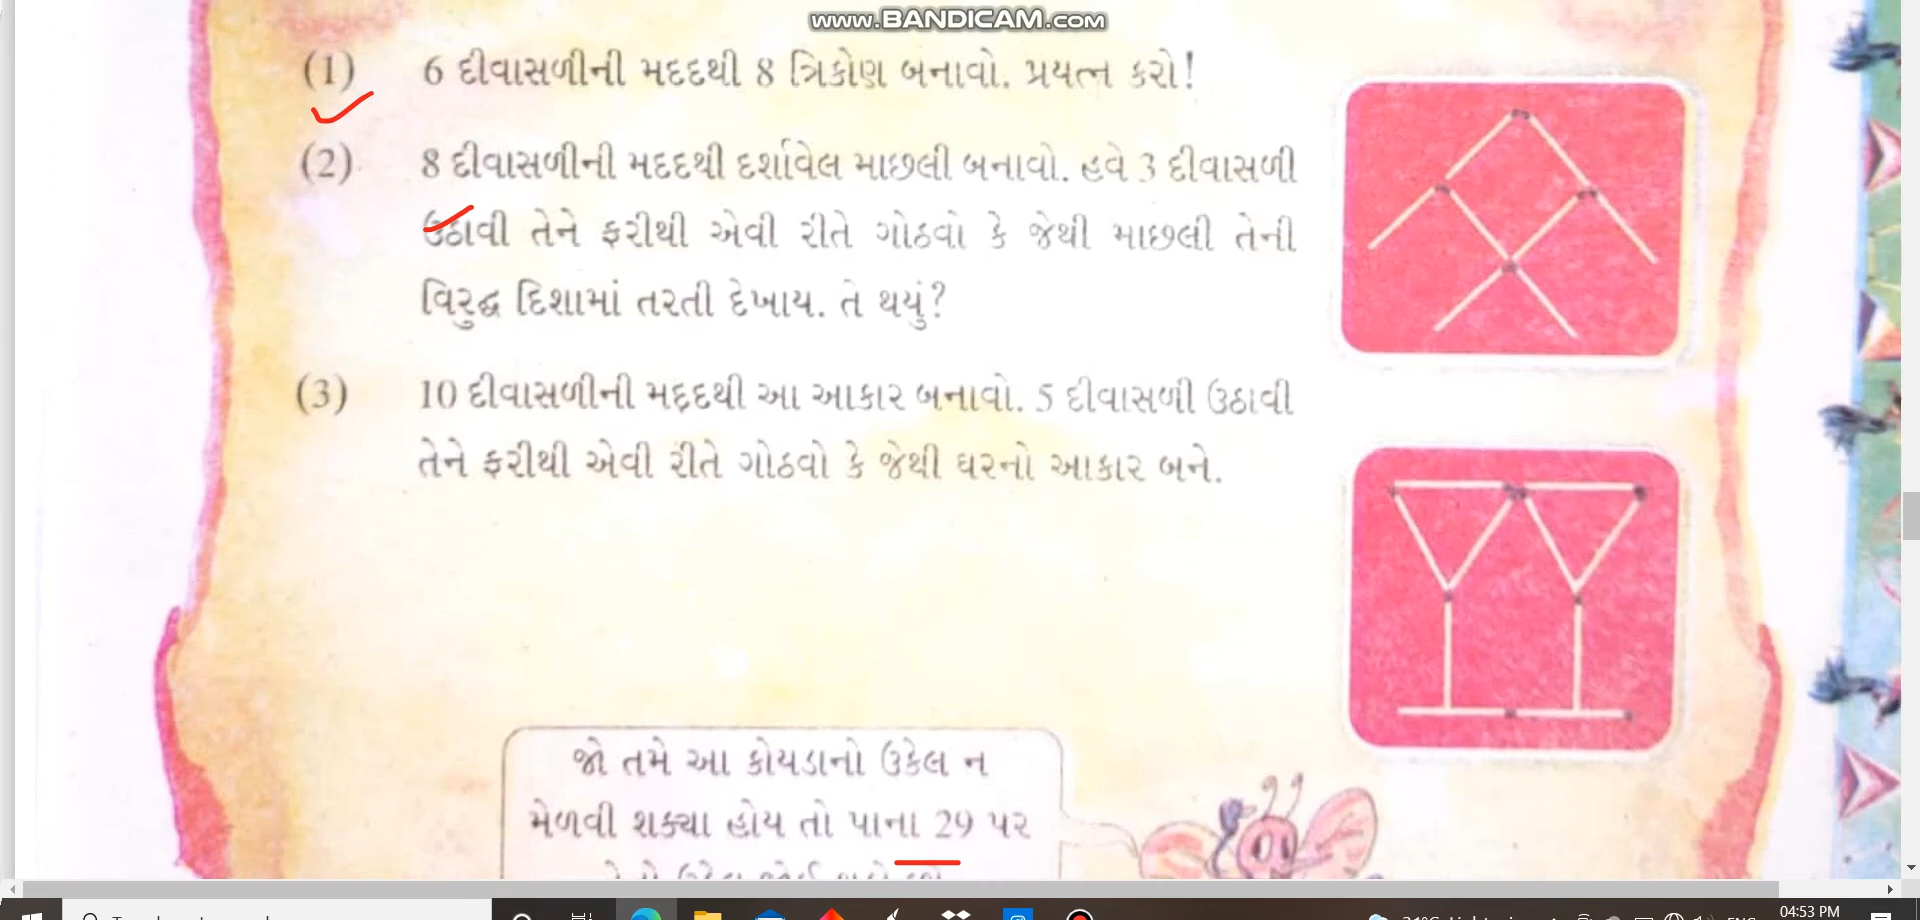 WWW.BANDICAM.COM
(1) 6 દીવાસળીની મદદથી 8 ત્રિકોણ બનાવો. પ્રયત્ન કરો!
(2) 8 દીવાસળીની મદદથી દર્શાવેલ માછલી બનાવો. હવે 3 દીવાસળી
ઉઠાવી તેને ફરીથી એવી રીતે ગોઠવો કે જેથી માછલી તેની
વિરુદ્ધ દિશામાં તરતી દેખાય. તે થયું?
(3) 10 દીવાસળીની મદદથી આ આકાર બનાવો. 5 દીવાસળી ઉઠાવી
તેને ફરીથી એવી રીતે ગોઠવો કે જેથી ઘરનો આકાર બને.
જો તમે આ કોયડાનો ઉકેલ ન
મેળવી શક્યા હોય તો પાના 29 પર
04:53 PM